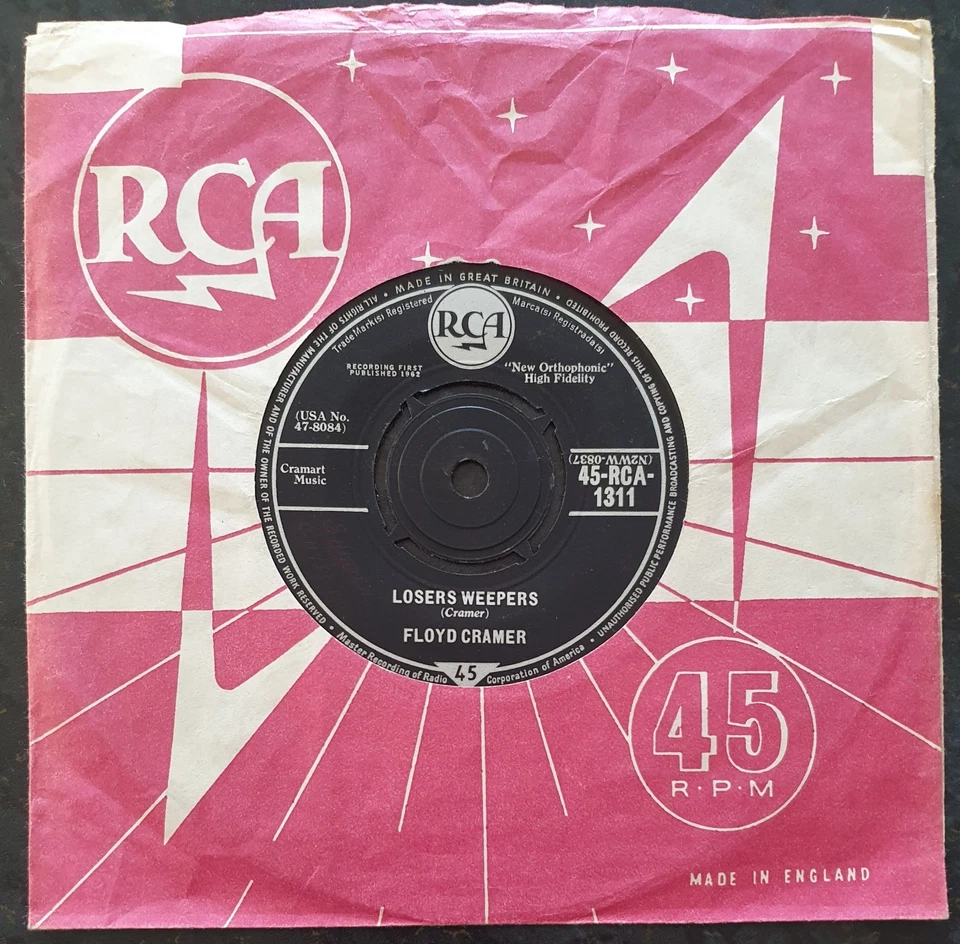 RCA
ALL RIGHTS OF THE MANUFACTURER AND OF THE OWNER OF THE RECORDED WORK RESERVED • MADE IN GREAT BRITAIN • UNAUTHORISED PUBLIC PERFORMANCE BROADCASTING AND COPYING OF THIS RECORD PROHIBITED
TradeMark(s) Registered
RCA
Marca(s) Registrada(s)
RECORDING FIRST
PUBLISHED 1962
"New Orthophonic"
High Fidelity
(USA No.
47-8084)
Cramart
Music
(N2WW-0837)
45-RCA-
1311
LOSERS WEEPERS
(Cramer)
FLOYD CRAMER
Master Recording of Radio
45
Corporation of America
45
R·P·M
MADE IN ENGLAND